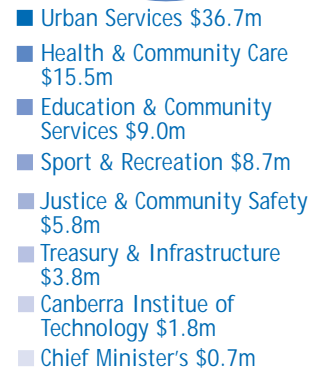 Urban Services $36.7m
Health & Community Care
$15.5m
Education & Community
Services $9.0m
Sport & Recreation $8.7m
Justice & Community Safety
$5.8m
Treasury & Infrastructure
$3.8m
Canberra Institue of
Technology $1.8m
Chief Minister's $0.7m